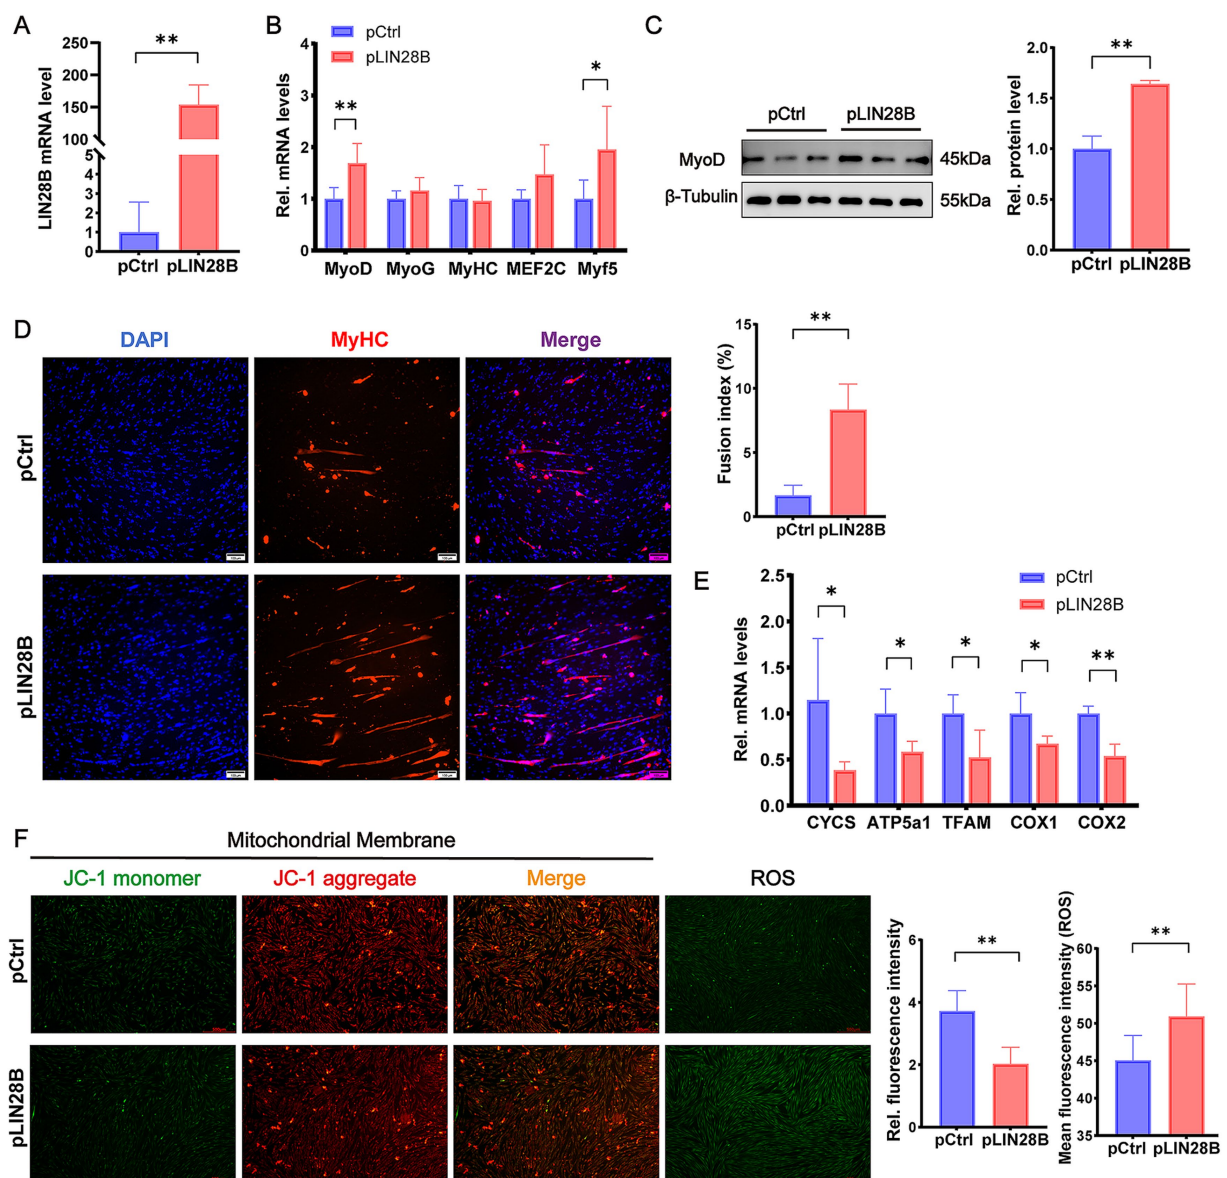 A
LIN28B mRNA level
250
200
150
100
5
4
3
2
1
0
**
pCtrl pLIN28B
B
pCtrl
pLIN28B
Rel. mRNA levels
4
3
2
1
0
** *
MyoD MyoG MyHC MEF2C Myf5
C
pCtrl pLIN28B
MyoD 45kDa
β-Tubulin 55kDa
Rel. protein level
2.0
1.5
1.0
0.5
0.0
**
pCtrl pLIN28B
D
DAPI MyHC Merge
pCtrl
pLIN28B
Fusion index (%)
15
10
5
0
**
pCtrl pLIN28B
E
pCtrl
pLIN28B
Rel. mRNA levels
2.5
2.0
1.5
1.0
0.5
0.0
* * * * **
CYCS ATP5a1 TFAM COX1 COX2
F
Mitochondrial Membrane
JC-1 monomer JC-1 aggregate Merge ROS
pCtrl
pLIN28B
Rel. fluorescence intensity
6
4
2
0
**
pCtrl pLIN28B
Mean fluorescence intensity (ROS)
60
55
50
45
40
35
**
pCtrl pLIN28B